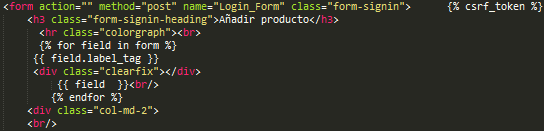 <form action="" method="post" name="Login_Form" class="form-signin">       {% csrf_token %}
    <h3 class="form-signin-heading">Añadir producto</h3>
      <hr class="colorgraph"><br>
      {% for field in form %}
     {{ field.label_tag }}
     <div class="clearfix"></div>
         {{ field  }}<br/>
        {% endfor %}
    <div class="col-md-2">
    <br/>